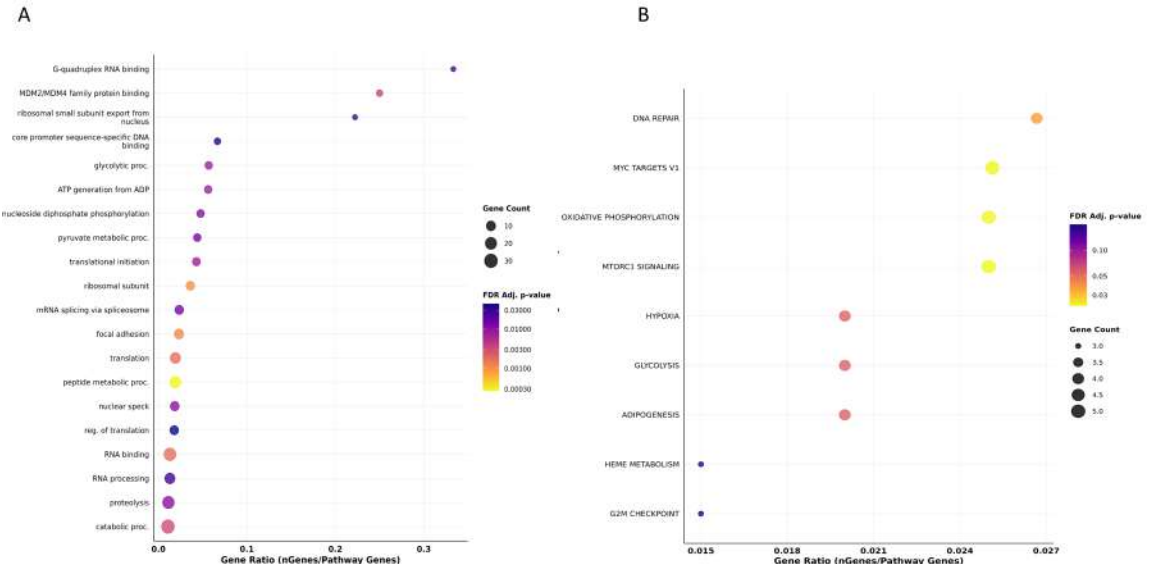 A
G-quadruplex RNA binding
MDM2/MDM4 family protein binding
ribosomal small subunit export from
nucleus
core promoter sequence-specific DNA
binding
glycolytic proc.
ATP generation from ADP
nucleoside diphosphate phosphorylation
pyruvate metabolic proc.
translational initiation
ribosomal subunit
mRNA splicing via spliceosome
focal adhesion
translation
peptide metabolic proc.
nuclear speck
reg. of translation
RNA binding
RNA processing
proteolysis
catabolic proc.
0.0 0.1 0.2 0.3
Gene Ratio (nGenes/Pathway Genes)
Gene Count
10
20
30
FDR Adj. p-value
0.03000
0.01000
0.00300
0.00100
0.00030
B
DNA REPAIR
MYC TARGETS V1
OXIDATIVE PHOSPHORYLATION
MTORC1 SIGNALING
HYPOXIA
GLYCOLYSIS
ADIPOGENESIS
HEME METABOLISM
G2M CHECKPOINT
0.015 0.018 0.021 0.024 0.027
Gene Ratio (nGenes/Pathway Genes)
FDR Adj. p-value
0.10
0.05
0.03
Gene Count
3.0
3.5
4.0
4.5
5.0